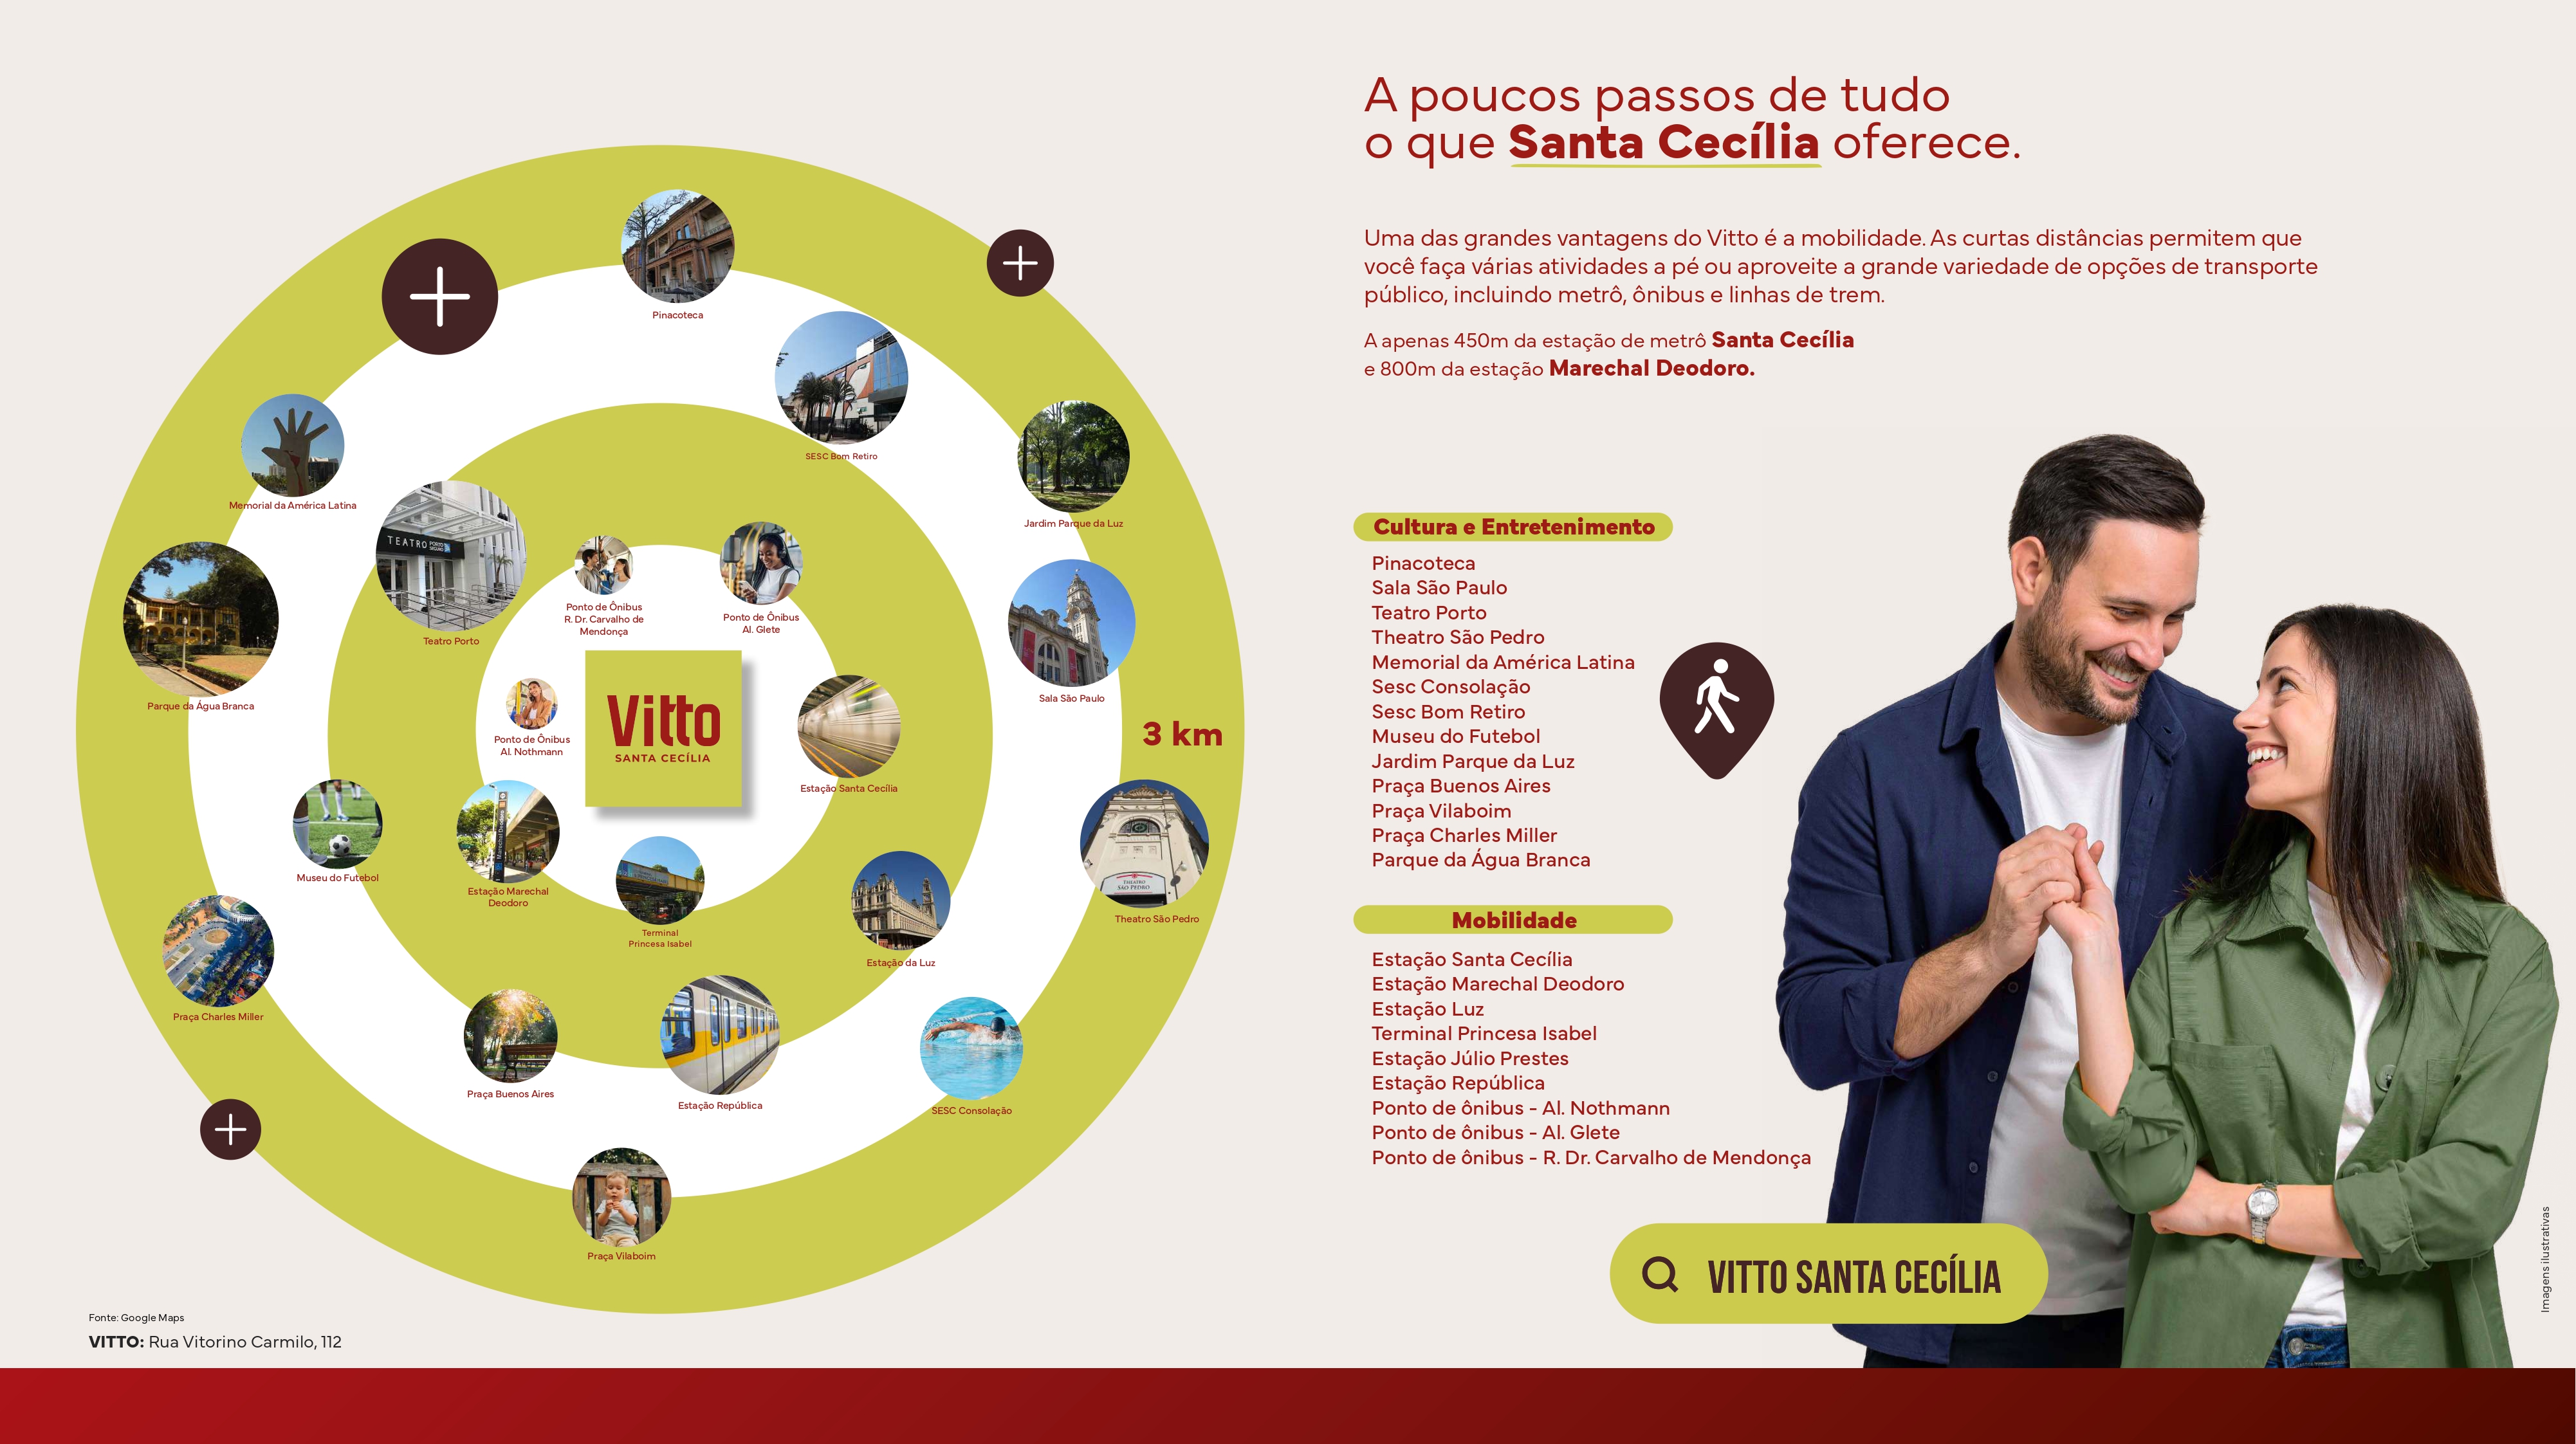 A poucos passos de tudo
o que Santa Cecília oferece.
Uma das grandes vantagens do Vitto é a mobilidade. As curtas distâncias permitem que
você faça várias atividades a pé ou aproveite a grande variedade de opções de transporte
público, incluindo metrô, ônibus e linhas de trem.
A apenas 450m da estação de metrô Santa Cecília
e 800m da estação Marechal Deodoro.
Pinacoteca
SESC Bom Retiro
Memorial da América Latina
Jardim Parque da Luz
TEATRO PORTO SEGURO
Teatro Porto
Ponto de Ônibus
R. Dr. Carvalho de
Mendonça
Ponto de Ônibus
Al. Glete
Parque da Água Branca
Sala São Paulo
Ponto de Ônibus
Al. Nothmann
Vitto
SANTA CECÍLIA
Estação Santa Cecília
3 km
Museu do Futebol
Marechal Deodoro
Estação Marechal
Deodoro
Terminal
Princesa Isabel
Estação da Luz
THEATRO
SÃO PEDRO
Theatro São Pedro
Praça Charles Miller
Praça Buenos Aires
Estação República
SESC Consolação
Praça Vilaboim
Fonte: Google Maps
VITTO: Rua Vitorino Carmilo, 112
Cultura e Entretenimento
Pinacoteca
Sala São Paulo
Teatro Porto
Theatro São Pedro
Memorial da América Latina
Sesc Consolação
Sesc Bom Retiro
Museu do Futebol
Jardim Parque da Luz
Praça Buenos Aires
Praça Vilaboim
Praça Charles Miller
Parque da Água Branca
Mobilidade
Estação Santa Cecília
Estação Marechal Deodoro
Estação Luz
Terminal Princesa Isabel
Estação Júlio Prestes
Estação República
Ponto de ônibus - Al. Nothmann
Ponto de ônibus - Al. Glete
Ponto de ônibus - R. Dr. Carvalho de Mendonça
VITTO SANTA CECÍLIA
Imagens ilustrativas